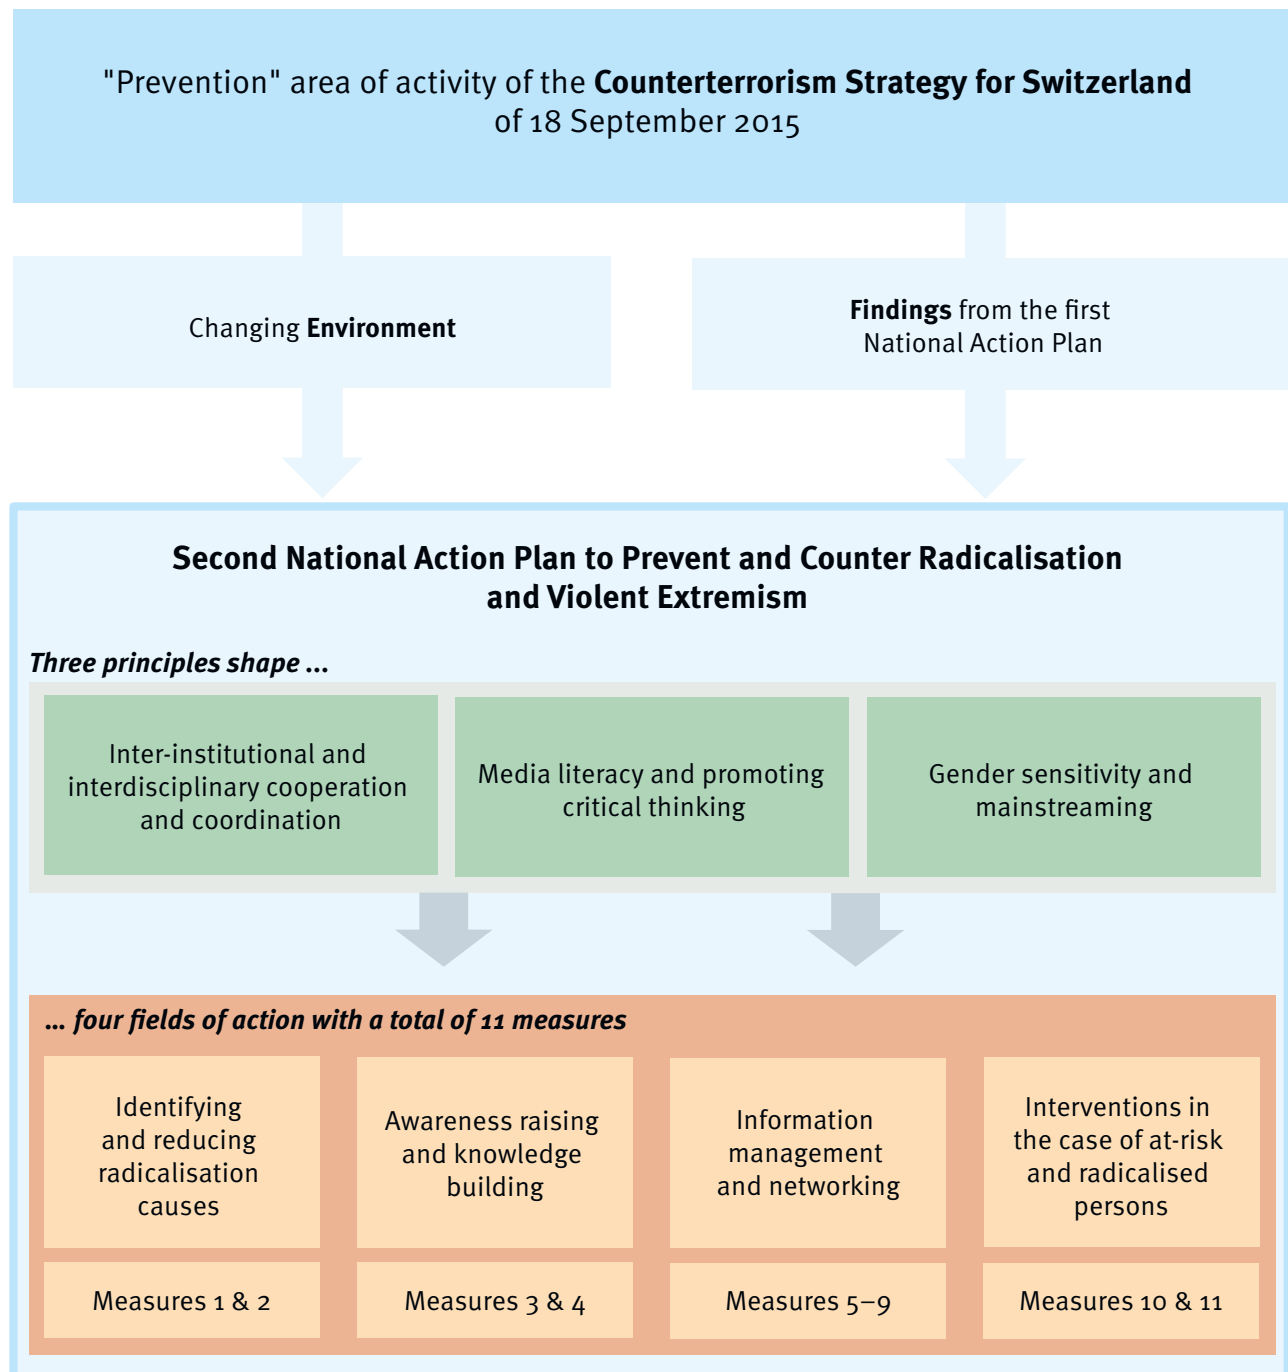 "Prevention" area of activity of the Counterterrorism Strategy for Switzerland
of 18 September 2015
Changing Environment
Findings from the first
National Action Plan
Second National Action Plan to Prevent and Counter Radicalisation
and Violent Extremism
Three principles shape ...
Inter-institutional and
interdisciplinary cooperation
and coordination
Media literacy and promoting
critical thinking
Gender sensitivity and
mainstreaming
... four fields of action with a total of 11 measures
Identifying
and reducing
radicalisation
causes
Awareness raising
and knowledge
building
Information
management
and networking
Interventions in
the case of at-risk
and radicalised
persons
Measures 1 & 2
Measures 3 & 4
Measures 5–9
Measures 10 & 11